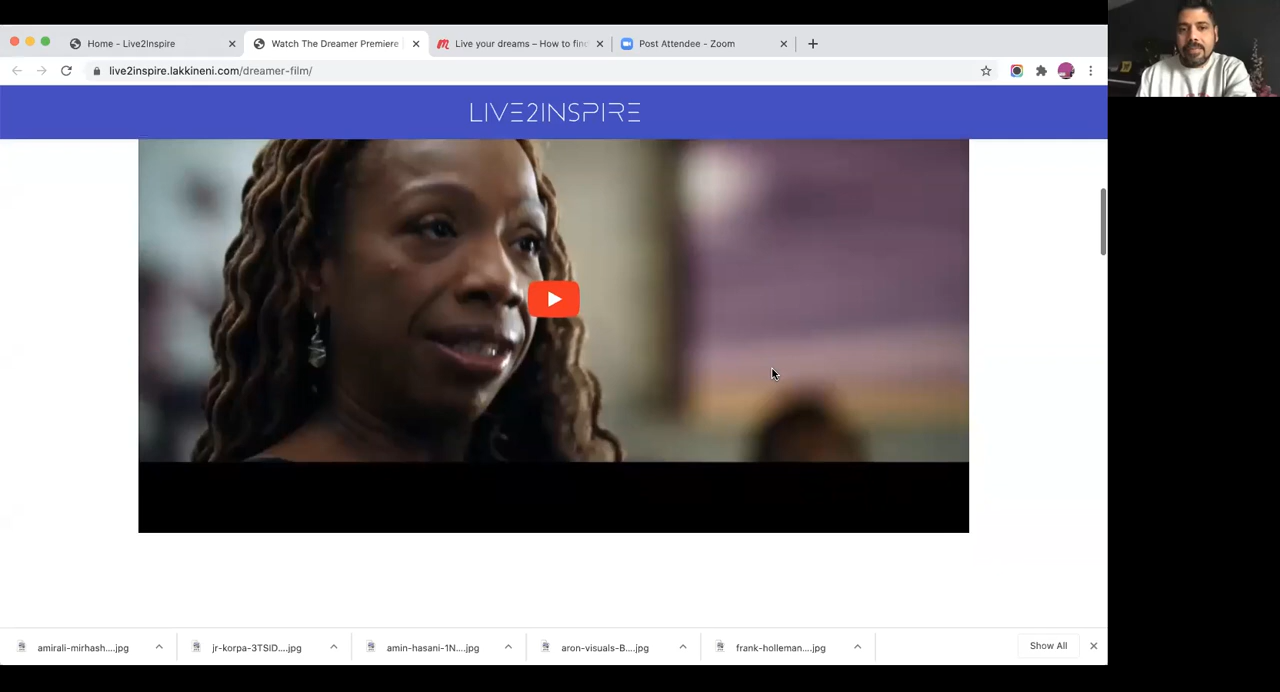 Home - Live2Inspire
Watch The Dreamer Premiere
Live your dreams – How to find
Post Attendee - Zoom
live2inspire.lakkineni.com/dreamer-film/
LIVE2INSPIRE
amirali-mirhash....jpg
jr-korpa-3TSID....jpg
amin-hasani-1N....jpg
aron-visuals-B....jpg
frank-holleman....jpg
Show All